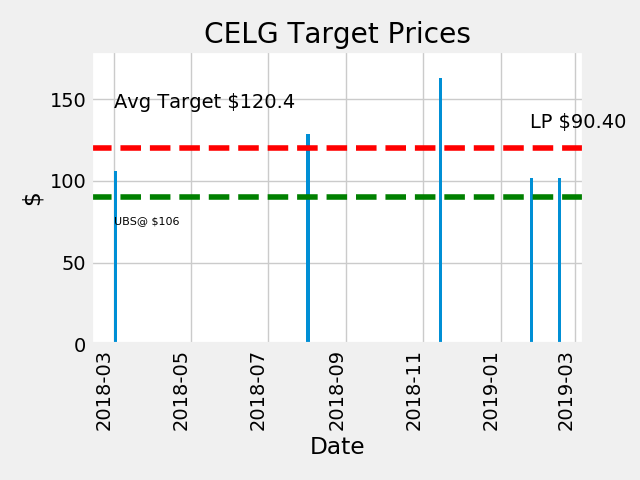 CELG Target Prices
150
Avg Target $120.4
LP $90.40
100
$
UBS@ $106
50
0
2018-03
2018-05
2018-07
2018-09
2018-11
2019-01
2019-03
Date